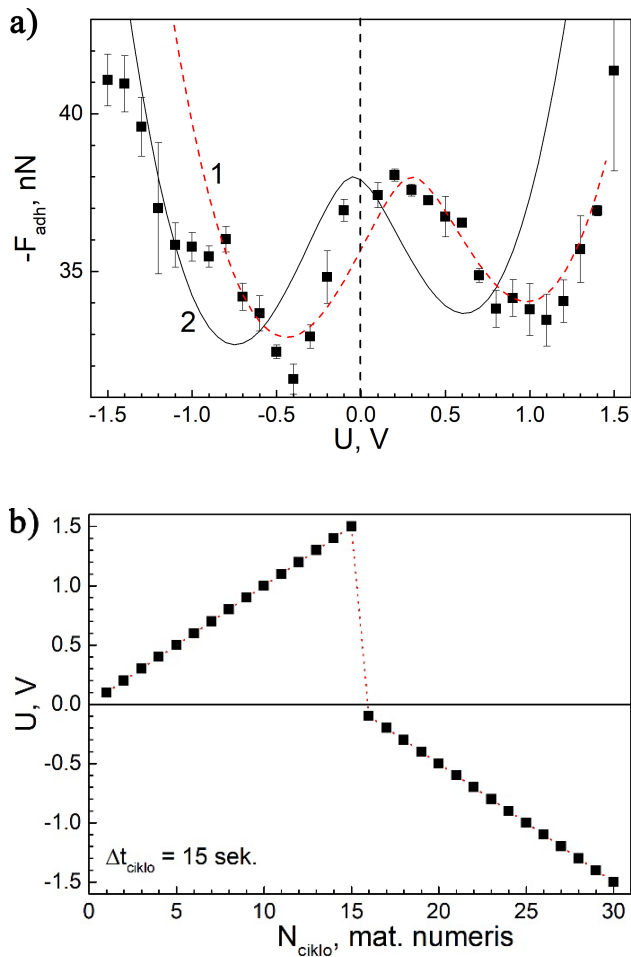 a)
40
35
-F_adh, nN
1
2
-1.5 -1.0 -0.5 0.0 0.5 1.0 1.5
U, V
b)
1.5
1.0
0.5
0.0
-0.5
-1.0
-1.5
U, V
Δt_ciklo = 15 sek.
0 5 10 15 20 25 30
N_ciklo, mat. numeris